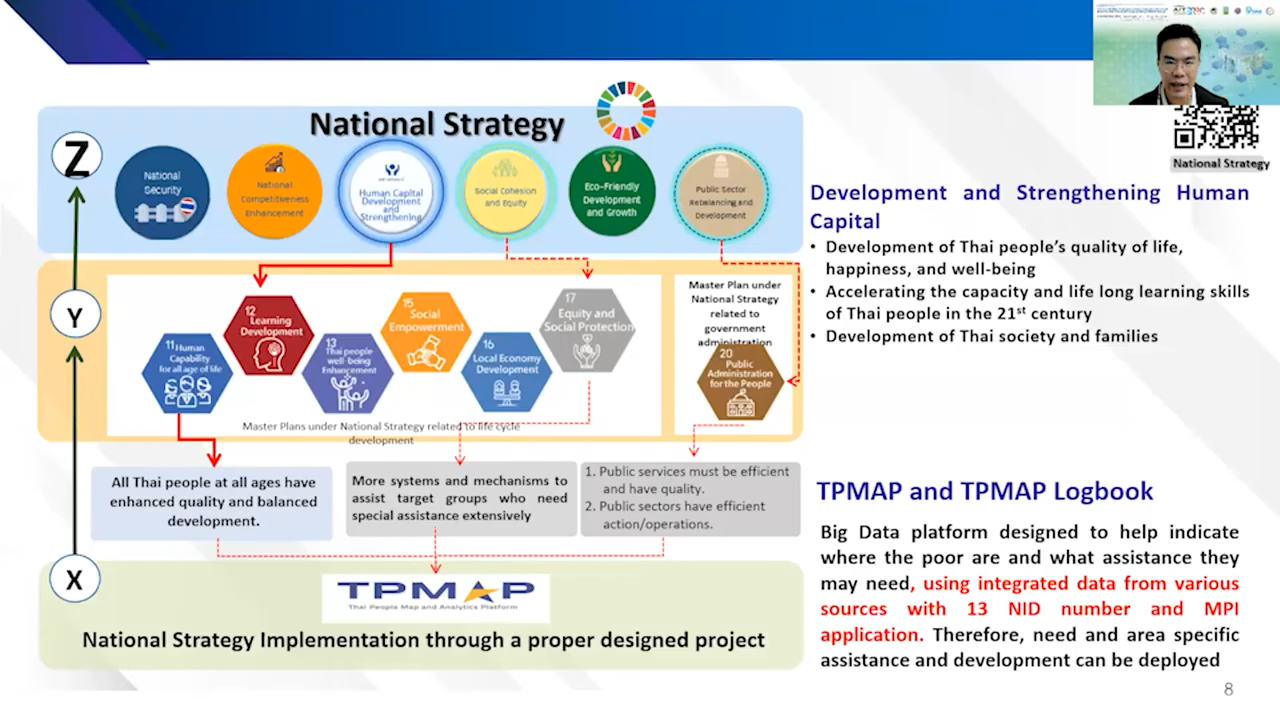 National Strategy
Z
National
Security
National
Competitiveness
Enhancement
Human Capital
Development
and
Strengthening
Social Cohesion
and Equity
Eco-Friendly
Development
and Growth
Public Sector
Rebalancing and
Development
National Strategy
Development and Strengthening Human
Capital
• Development of Thai people's quality of life,
happiness, and well-being
• Accelerating the capacity and life long learning skills
of Thai people in the 21st century
• Development of Thai society and families
Y
11 Human
Capability
for all age of life
12
Learning
Development
13
Thai people
well-being
Enhancement
15
Social
Empowerment
16
Local Economy
Development
17
Equity and
Social Protection
Master Plans under National Strategy related to life cycle
development
Master Plan under
National Strategy
related to
government
administration
20
Public
Administration
for the People
All Thai people at all ages have
enhanced quality and balanced
development.
More systems and mechanisms to
assist target groups who need
special assistance extensively
1. Public services must be efficient
and have quality.
2. Public sectors have efficient
action/operations.
X
TPMAP
Thai People Map and Analytics Platform
National Strategy Implementation through a proper designed project
TPMAP and TPMAP Logbook
Big Data platform designed to help indicate
where the poor are and what assistance they
may need, using integrated data from various
sources with 13 NID number and MPI
application. Therefore, need and area specific
assistance and development can be deployed
8